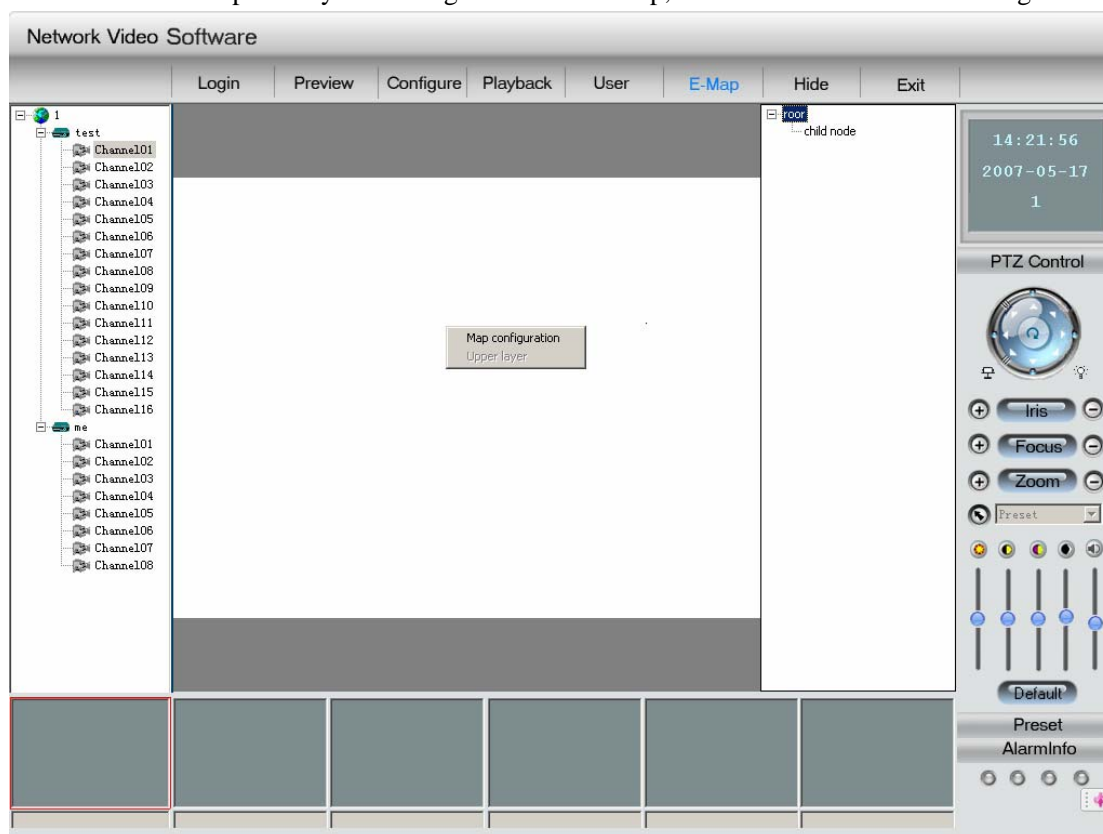 Network Video Software
Login Preview Configure Playback User E-Map Hide Exit
1
test
Channel01
Channel02
Channel03
Channel04
Channel05
Channel06
Channel07
Channel08
Channel09
Channel10
Channel11
Channel12
Channel13
Channel14
Channel15
Channel16
me
Channel01
Channel02
Channel03
Channel04
Channel05
Channel06
Channel07
Channel08
Map configuration
Upper layer
roor
child node
14:21:56
2007-05-17
1
PTZ Control
Iris
Focus
Zoom
Preset
Default
Preset
AlarmInfo